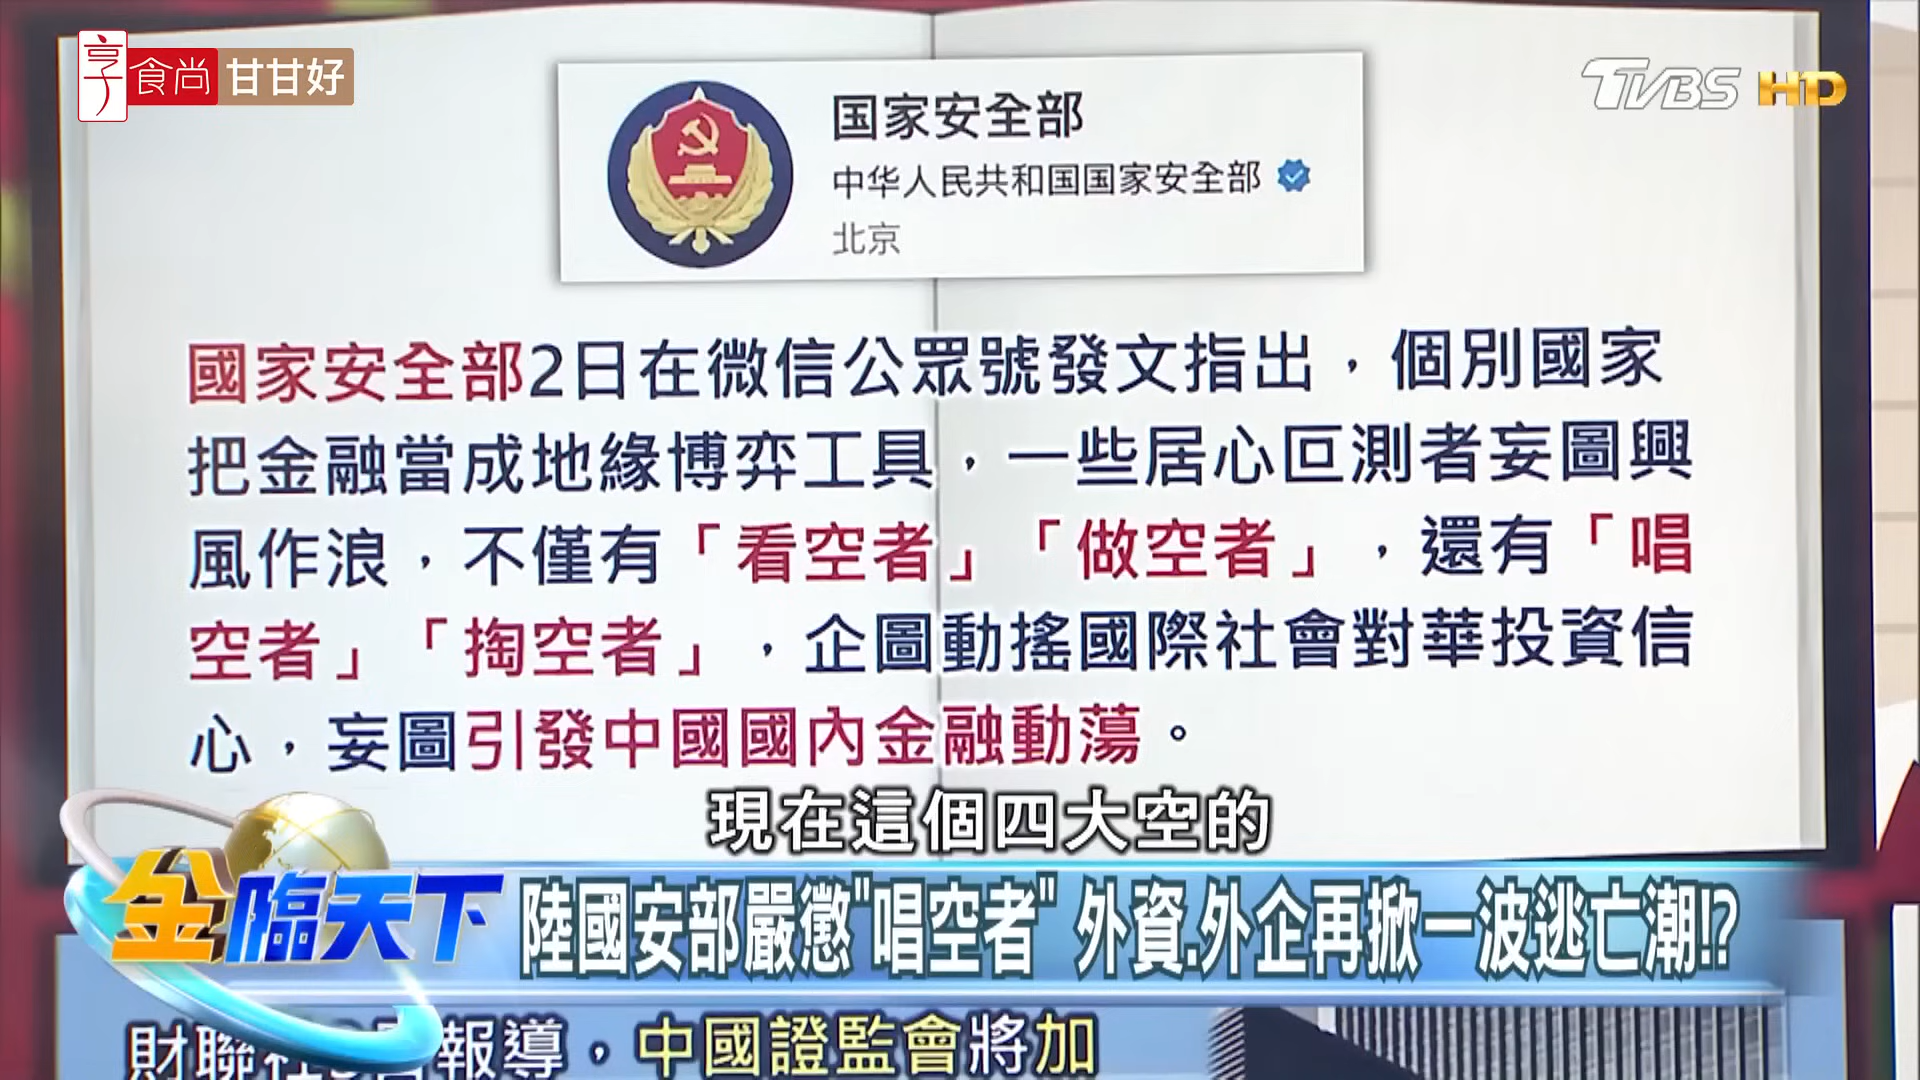 享食尚 甘甘好
TVBS HD
国家安全部
中华人民共和国国家安全部
北京
國家安全部2日在微信公眾號發文指出，個別國家
把金融當成地緣博弈工具，一些居心叵測者妄圖興
風作浪，不僅有「看空者」「做空者」，還有「唱
空者」「掏空者」，企圖動搖國際社會對華投資信
心，妄圖引發中國國內金融動蕩。
現在這個四大空的
金臨天下
陸國安部嚴懲"唱空者" 外資.外企再掀一波逃亡潮!?
財聯社3日報導，中國證監會將加